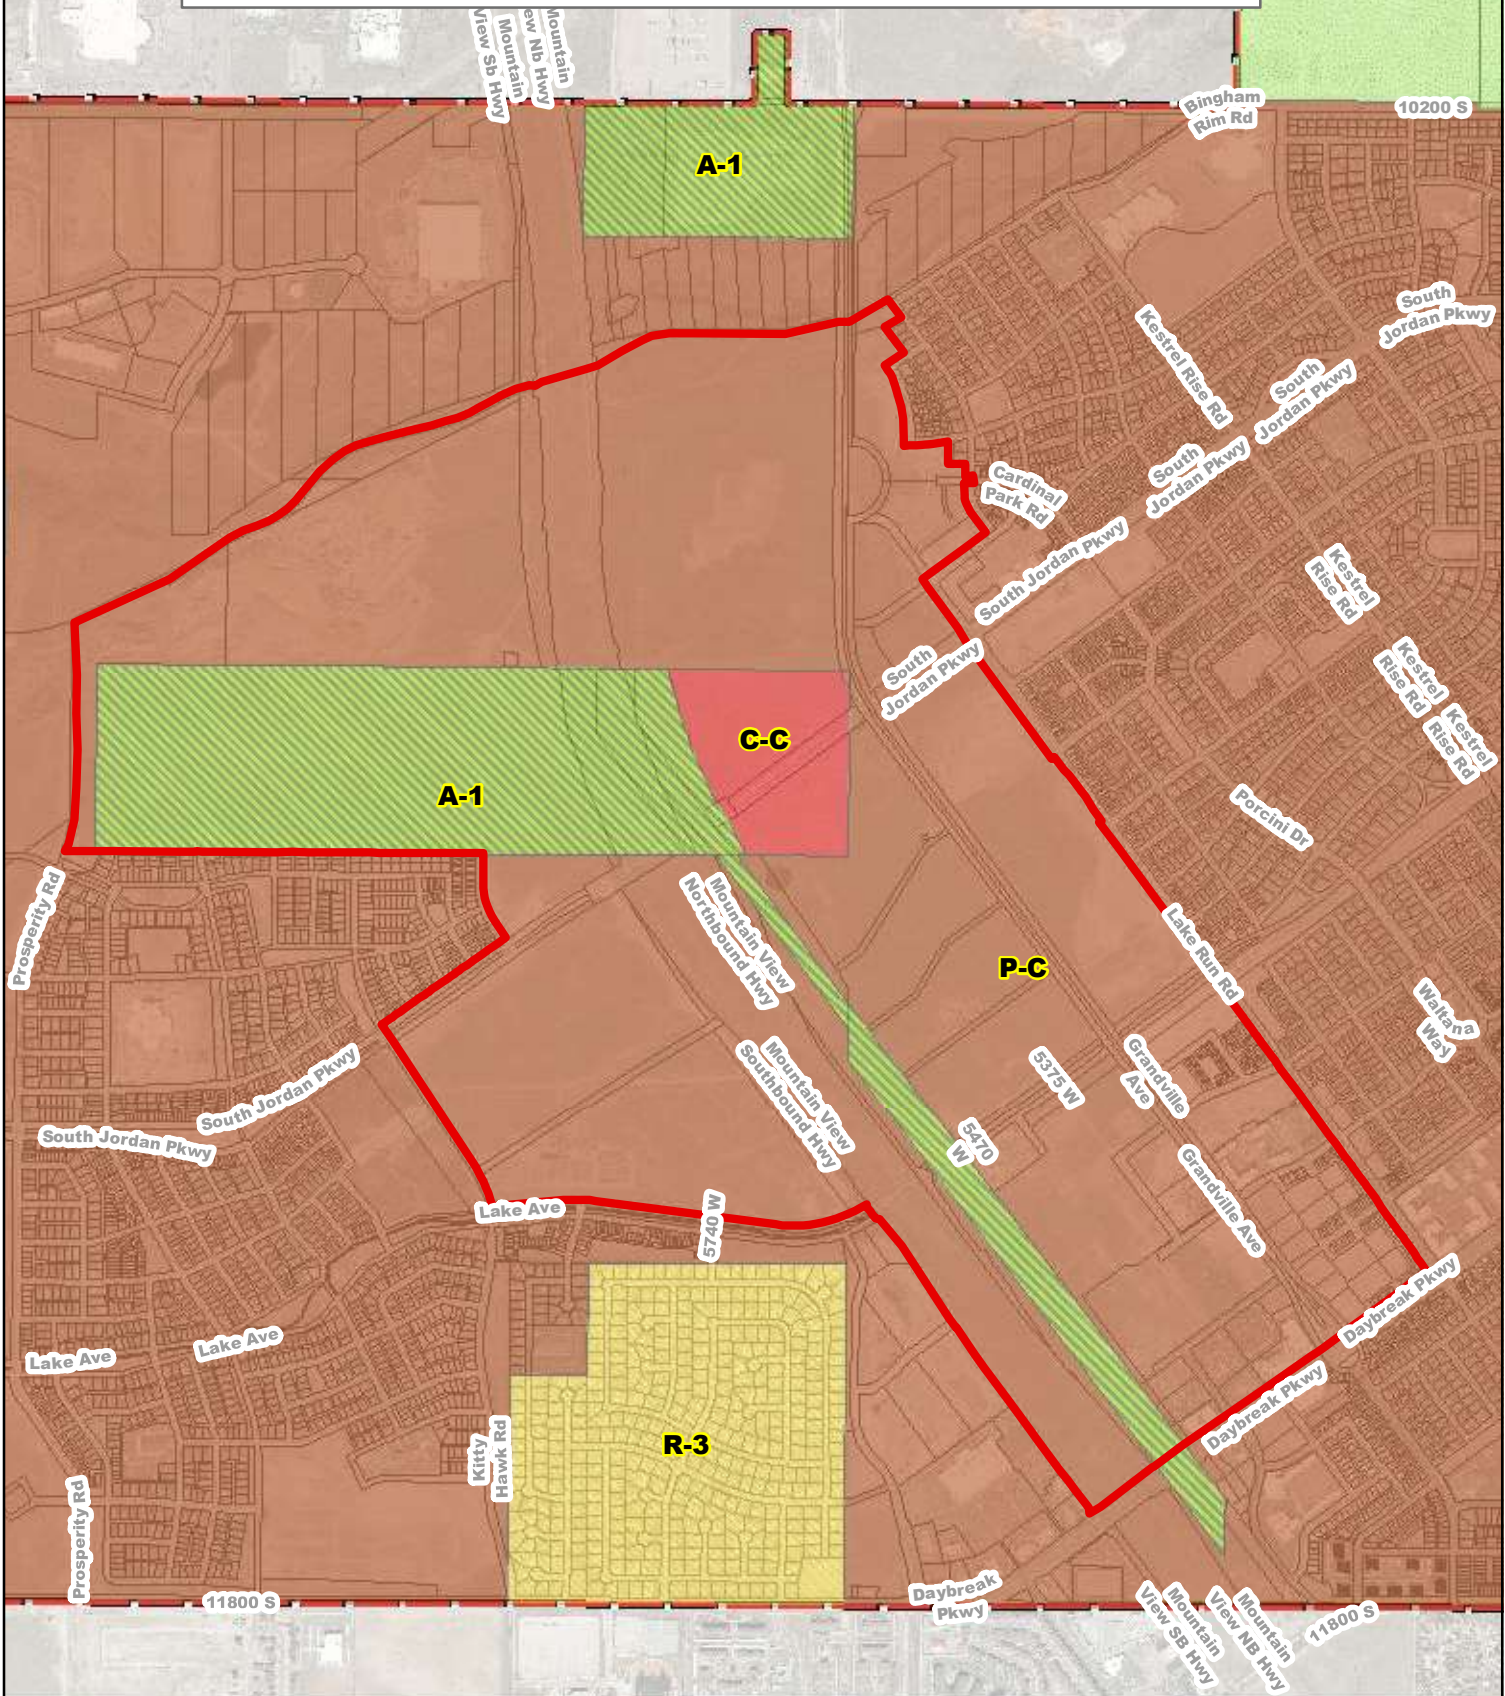 Mountain
View Sb Hwy
Mountain
View Nb Hwy
Bingham
Rim Rd
10200 S
A-1
South
Jordan Pkwy
Kestrel Rise Rd
South
Jordan Pkwy
South
Jordan Pkwy
Cardinal
Park Rd
South Jordan Pkwy
Kestrel
Rise Rd
South
Jordan Pkwy
Kestrel
Rise Rd
Kestrel
Rise Rd
C-C
A-1
Porcini Dr
Prosperity Rd
Mountain View
Northbound Hwy
P-C
Lake Run Rd
Waltana
Way
South Jordan Pkwy
Mountain View
Southbound Hwy
5375 W
Grandville
Ave
South Jordan Pkwy
5470
W
Grandville Ave
Lake Ave
5740 W
Daybreak Pkwy
Lake Ave
Lake Ave
Daybreak Pkwy
R-3
Kitty
Hawk Rd
Prosperity Rd
11800 S
Daybreak
Pkwy
Mountain
View SB Hwy
Mountain
View NB Hwy
11800 S